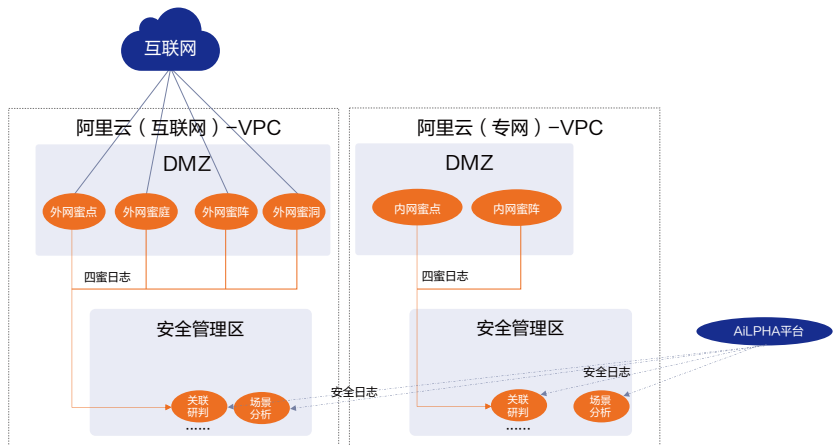 互联网
阿里云（互联网）–VPC
DMZ
外网蜜点
外网蜜庭
外网蜜阵
外网蜜洞
四蜜日志
安全管理区
关联
研判
场景
分析
......
阿里云（专网）–VPC
DMZ
内网蜜点
内网蜜阵
四蜜日志
安全管理区
关联
研判
场景
分析
......
安全日志
安全日志
AiLPHA平台